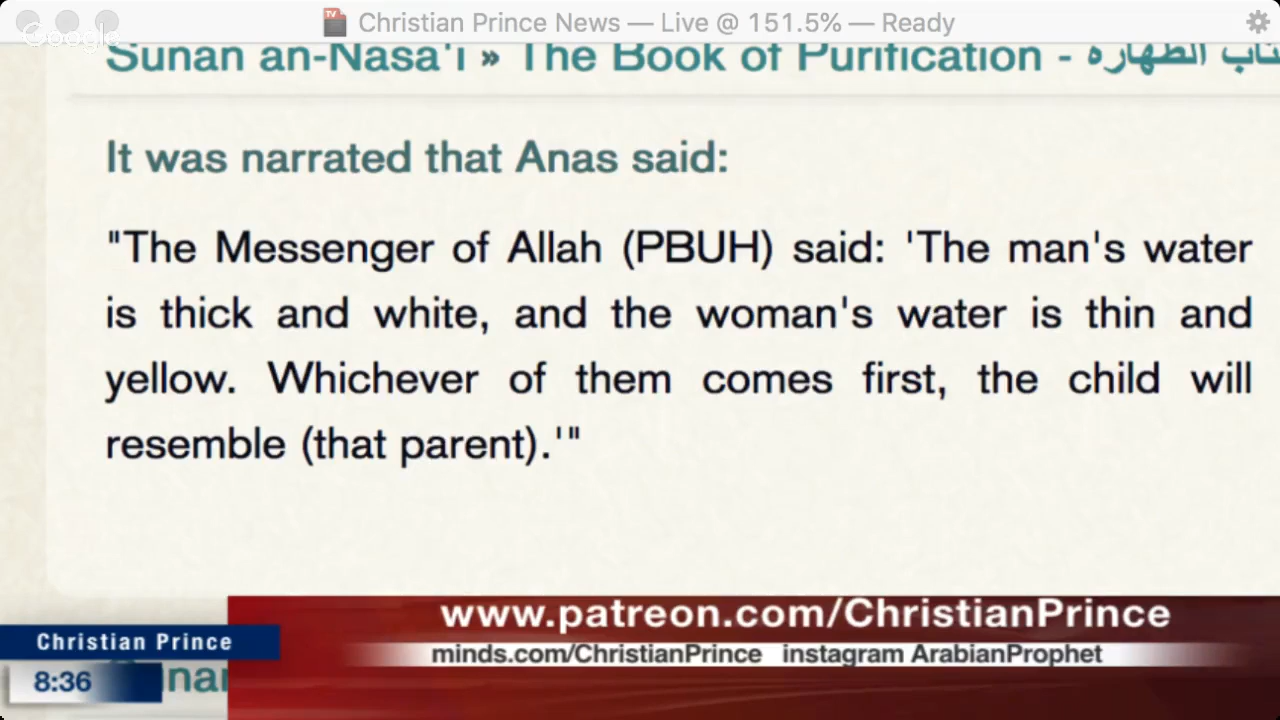 Christian Prince News — Live @ 151.5% — Ready
Google
Sunan an-Nasa'i » The Book of Purification - كتاب الطهارة
It was narrated that Anas said:
"The Messenger of Allah (PBUH) said: 'The man's water
is thick and white, and the woman's water is thin and
yellow. Whichever of them comes first, the child will
resemble (that parent).'"
www.patreon.com/ChristianPrince
Christian Prince
minds.com/ChristianPrince instagram ArabianProphet
8:36